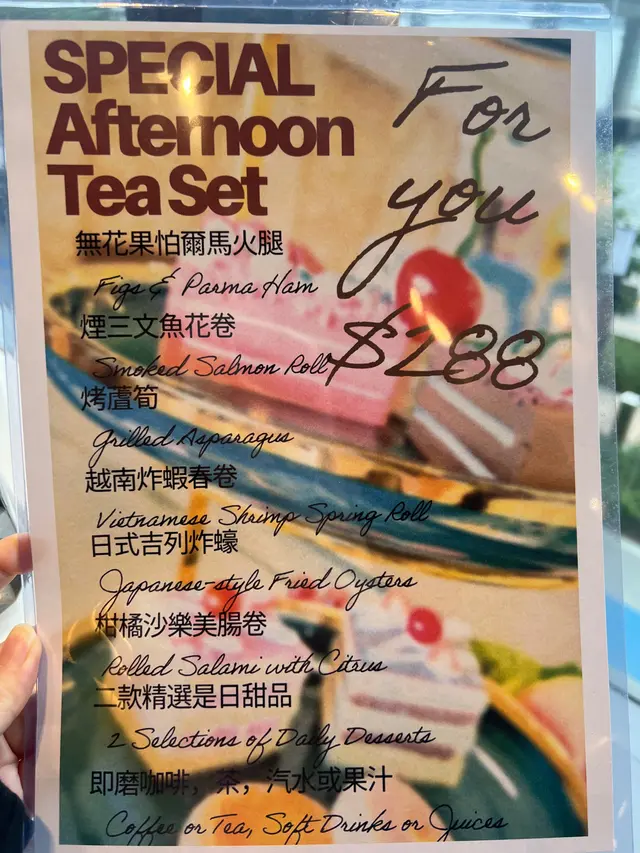 SPECIAL
Afternoon
Tea Set
For
you
$288
無花果怕爾馬火腿
Figs & Parma Ham
煙三文魚花卷
Smoked Salmon Roll
烤蘆筍
Grilled Asparagus
越南炸蝦春卷
Vietnamese Shrimp Spring Roll
日式吉列炸蠔
Japanese-style Fried Oysters
柑橘沙樂美腸卷
Rolled Salami with Citrus
二款精選是日甜品
2 Selections of Daily Desserts
即磨咖啡，茶，汽水或果汁
Coffee or Tea, Soft Drinks or Juices